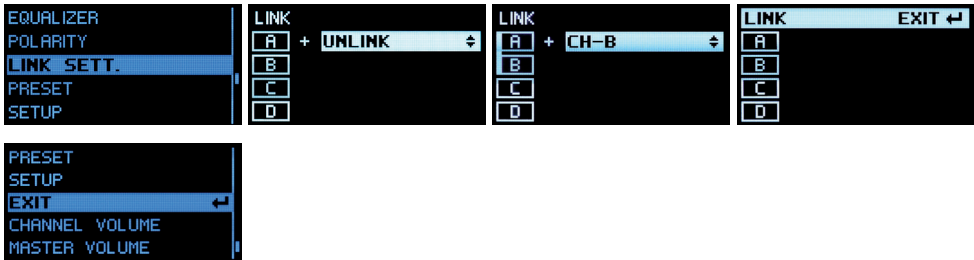 EQUALIZER
POLARITY
LINK SETT.
PRESET
SETUP
LINK
A + UNLINK
B
C
D
LINK
A + CH-B
B
C
D
LINK EXIT ↵
A
B
C
D
PRESET
SETUP
EXIT ↵
CHANNEL VOLUME
MASTER VOLUME